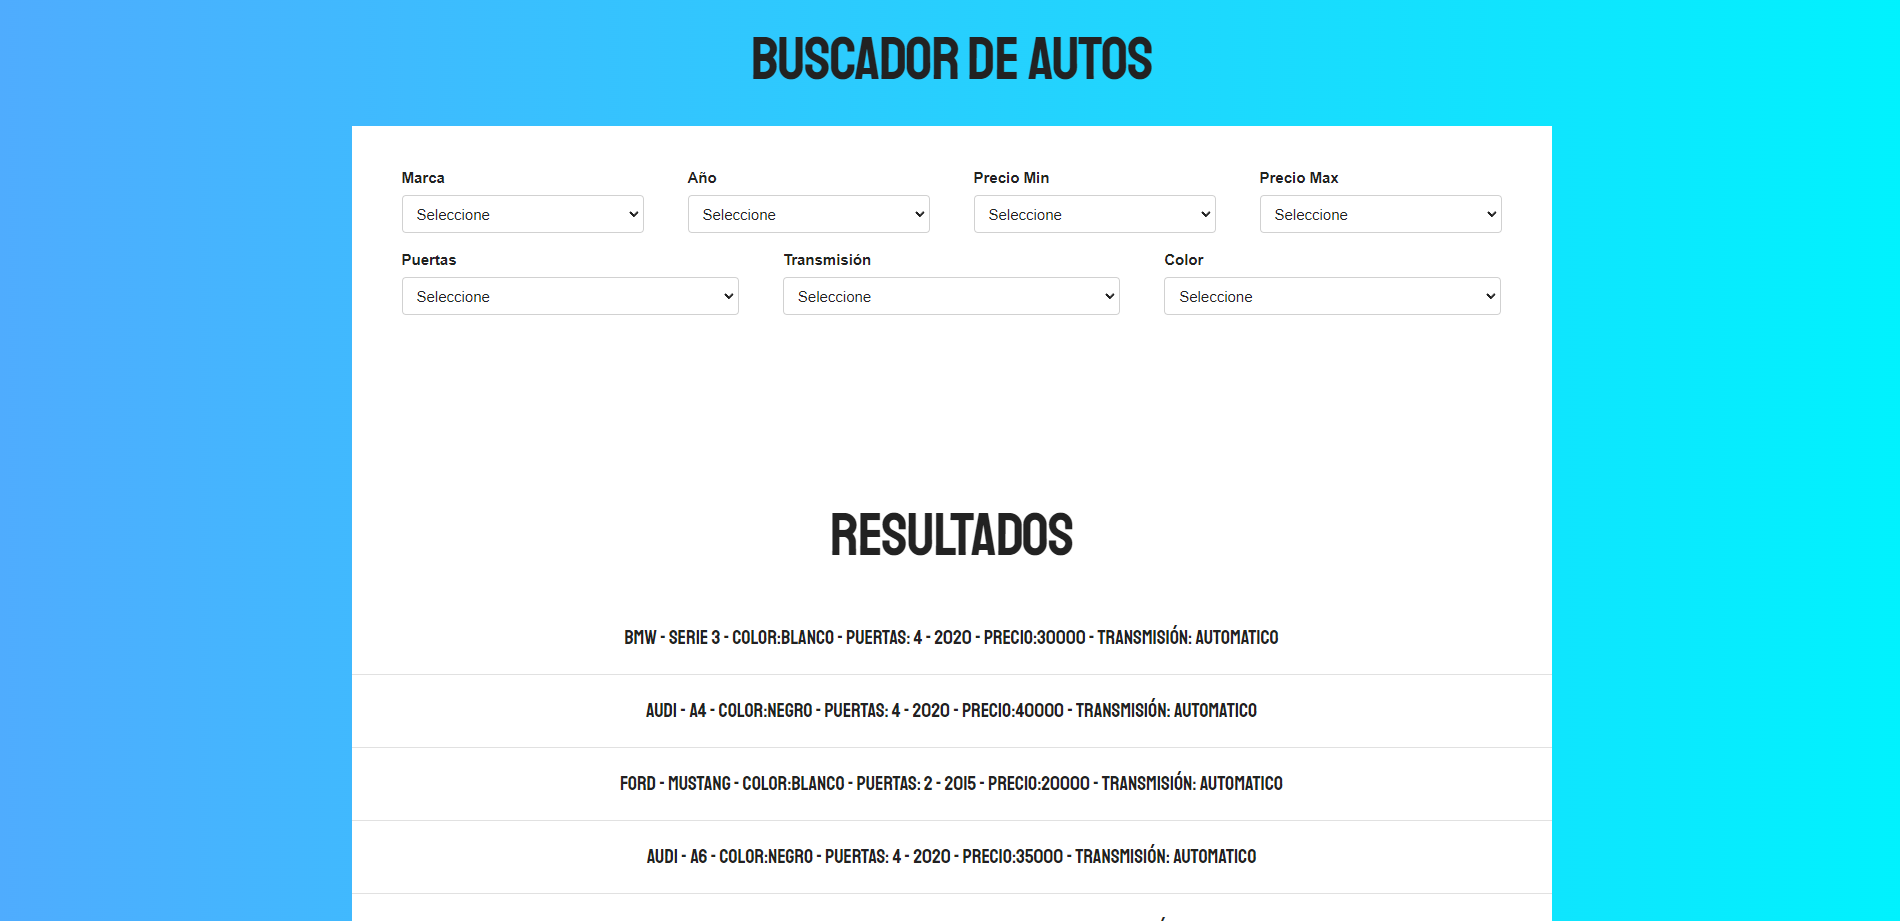 BUSCADOR DE AUTOS
Marca Año Precio Min Precio Max
Seleccione Seleccione Seleccione Seleccione
Puertas Transmisión Color
Seleccione Seleccione Seleccione
RESULTADOS
BMW - SERIE 3 - COLOR:BLANCO - PUERTAS: 4 - 2020 - PRECIO:30000 - TRANSMISIÓN: AUTOMATICO
AUDI - A4 - COLOR:NEGRO - PUERTAS: 4 - 2020 - PRECIO:40000 - TRANSMISIÓN: AUTOMATICO
FORD - MUSTANG - COLOR:BLANCO - PUERTAS: 2 - 2015 - PRECIO:20000 - TRANSMISIÓN: AUTOMATICO
AUDI - A6 - COLOR:NEGRO - PUERTAS: 4 - 2020 - PRECIO:35000 - TRANSMISIÓN: AUTOMATICO